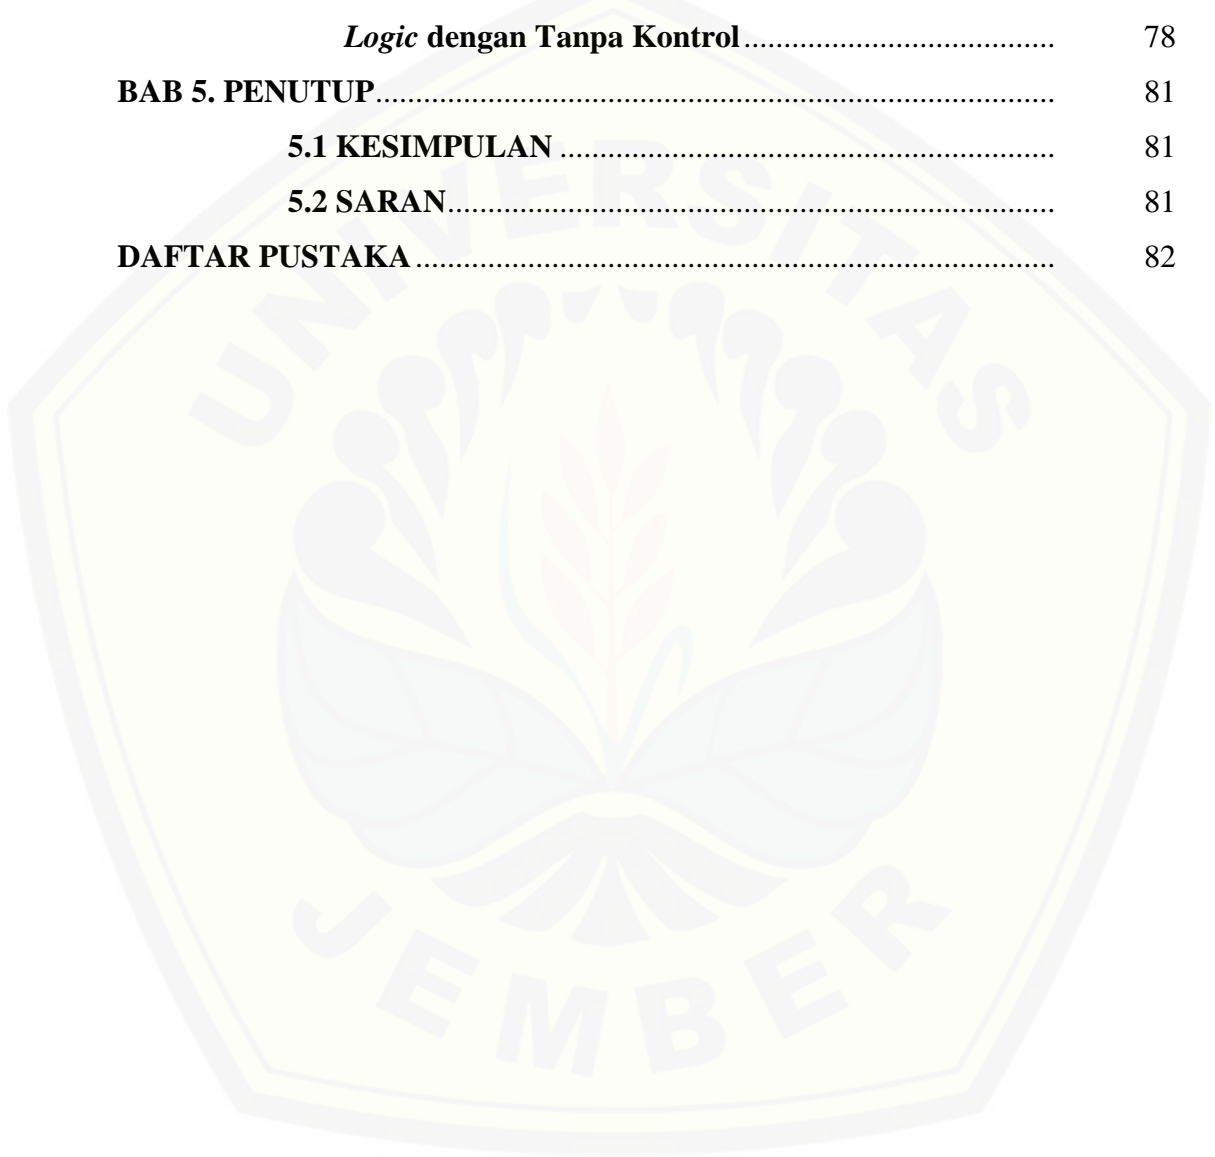 Logic dengan Tanpa Kontrol ....................................... 78
BAB 5. PENUTUP ..................................................................................... 81
5.1 KESIMPULAN .............................................................. 81
5.2 SARAN ............................................................................ 81
DAFTAR PUSTAKA ................................................................................ 82
UNIVERSITAS
JEMBER